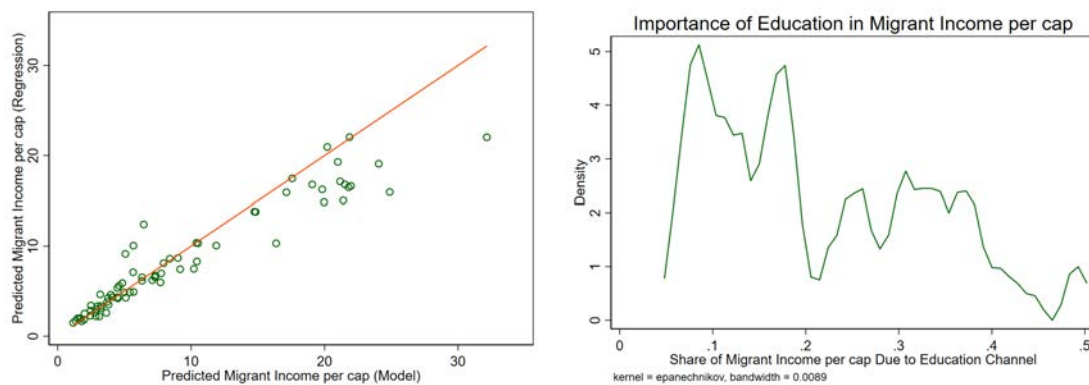 Predicted Migrant Income per cap (Regression)
30
20
10
0
0 10 20 30
Predicted Migrant Income per cap (Model)
Importance of Education in Migrant Income per cap
Density
5
4
3
2
1
0
0 .1 .2 .3 .4 .5
Share of Migrant Income per cap Due to Education Channel
kernel = epanechnikov, bandwidth = 0.0089